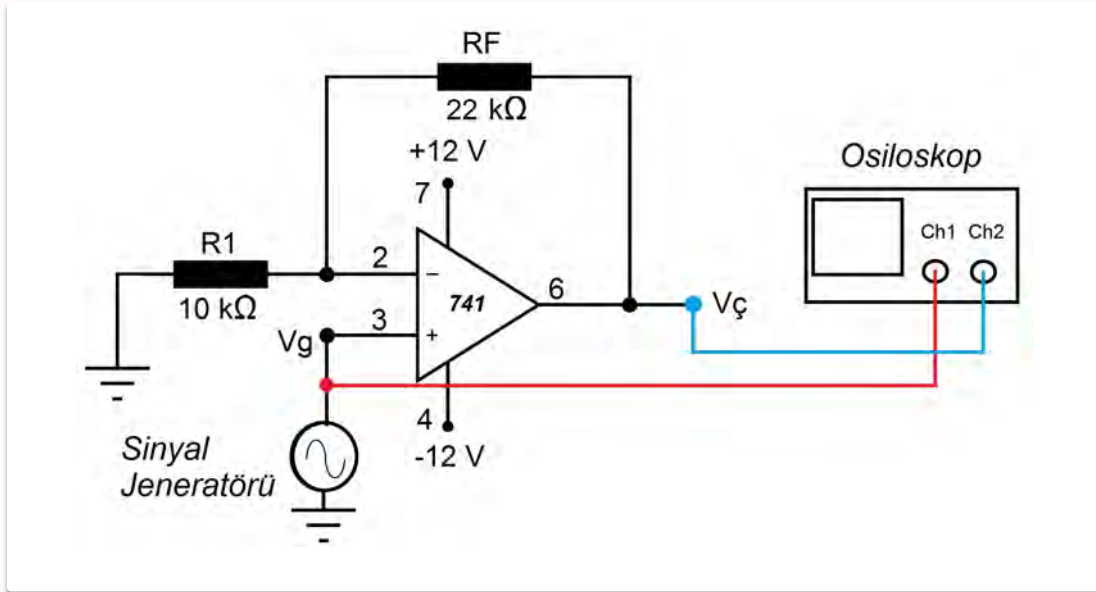 RF
22 kΩ
+12 V
7
Osiloskop
Ch1 Ch2
R1
10 kΩ
2
−
741
6
Vç
Vg
3
+
4
-12 V
Sinyal
Jeneratörü